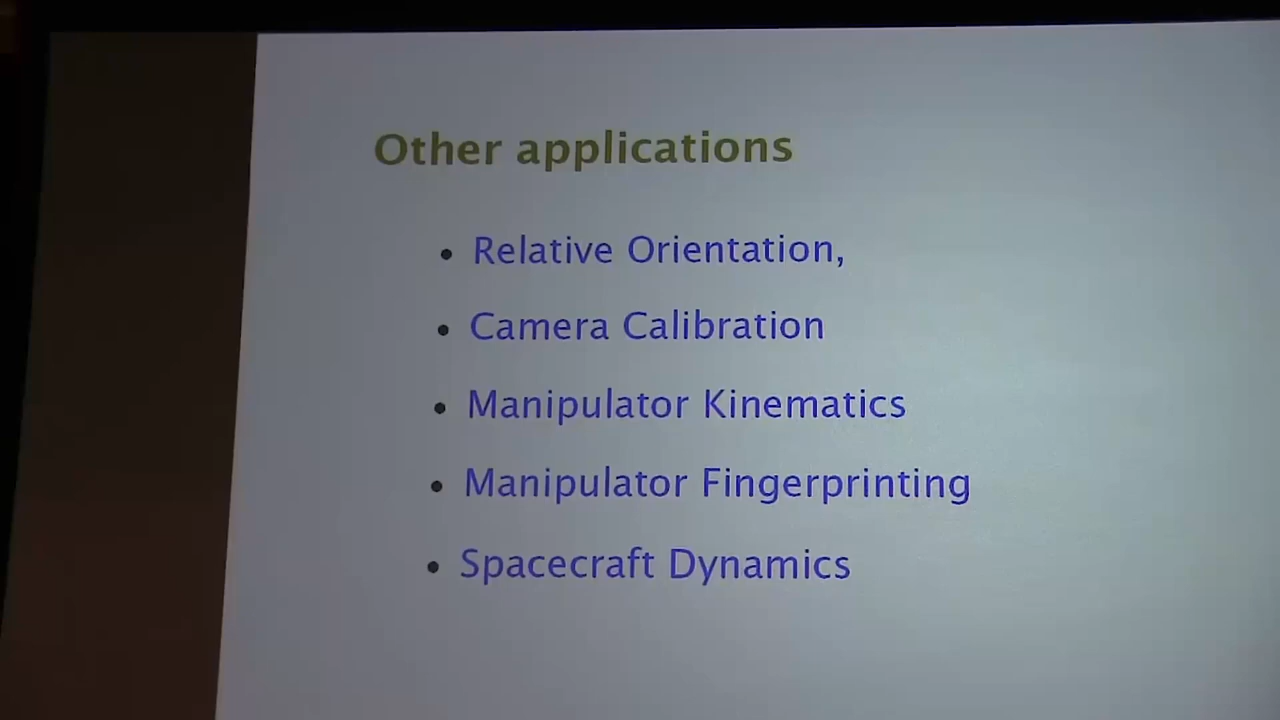 Other applications
• Relative Orientation,
• Camera Calibration
• Manipulator Kinematics
• Manipulator Fingerprinting
• Spacecraft Dynamics